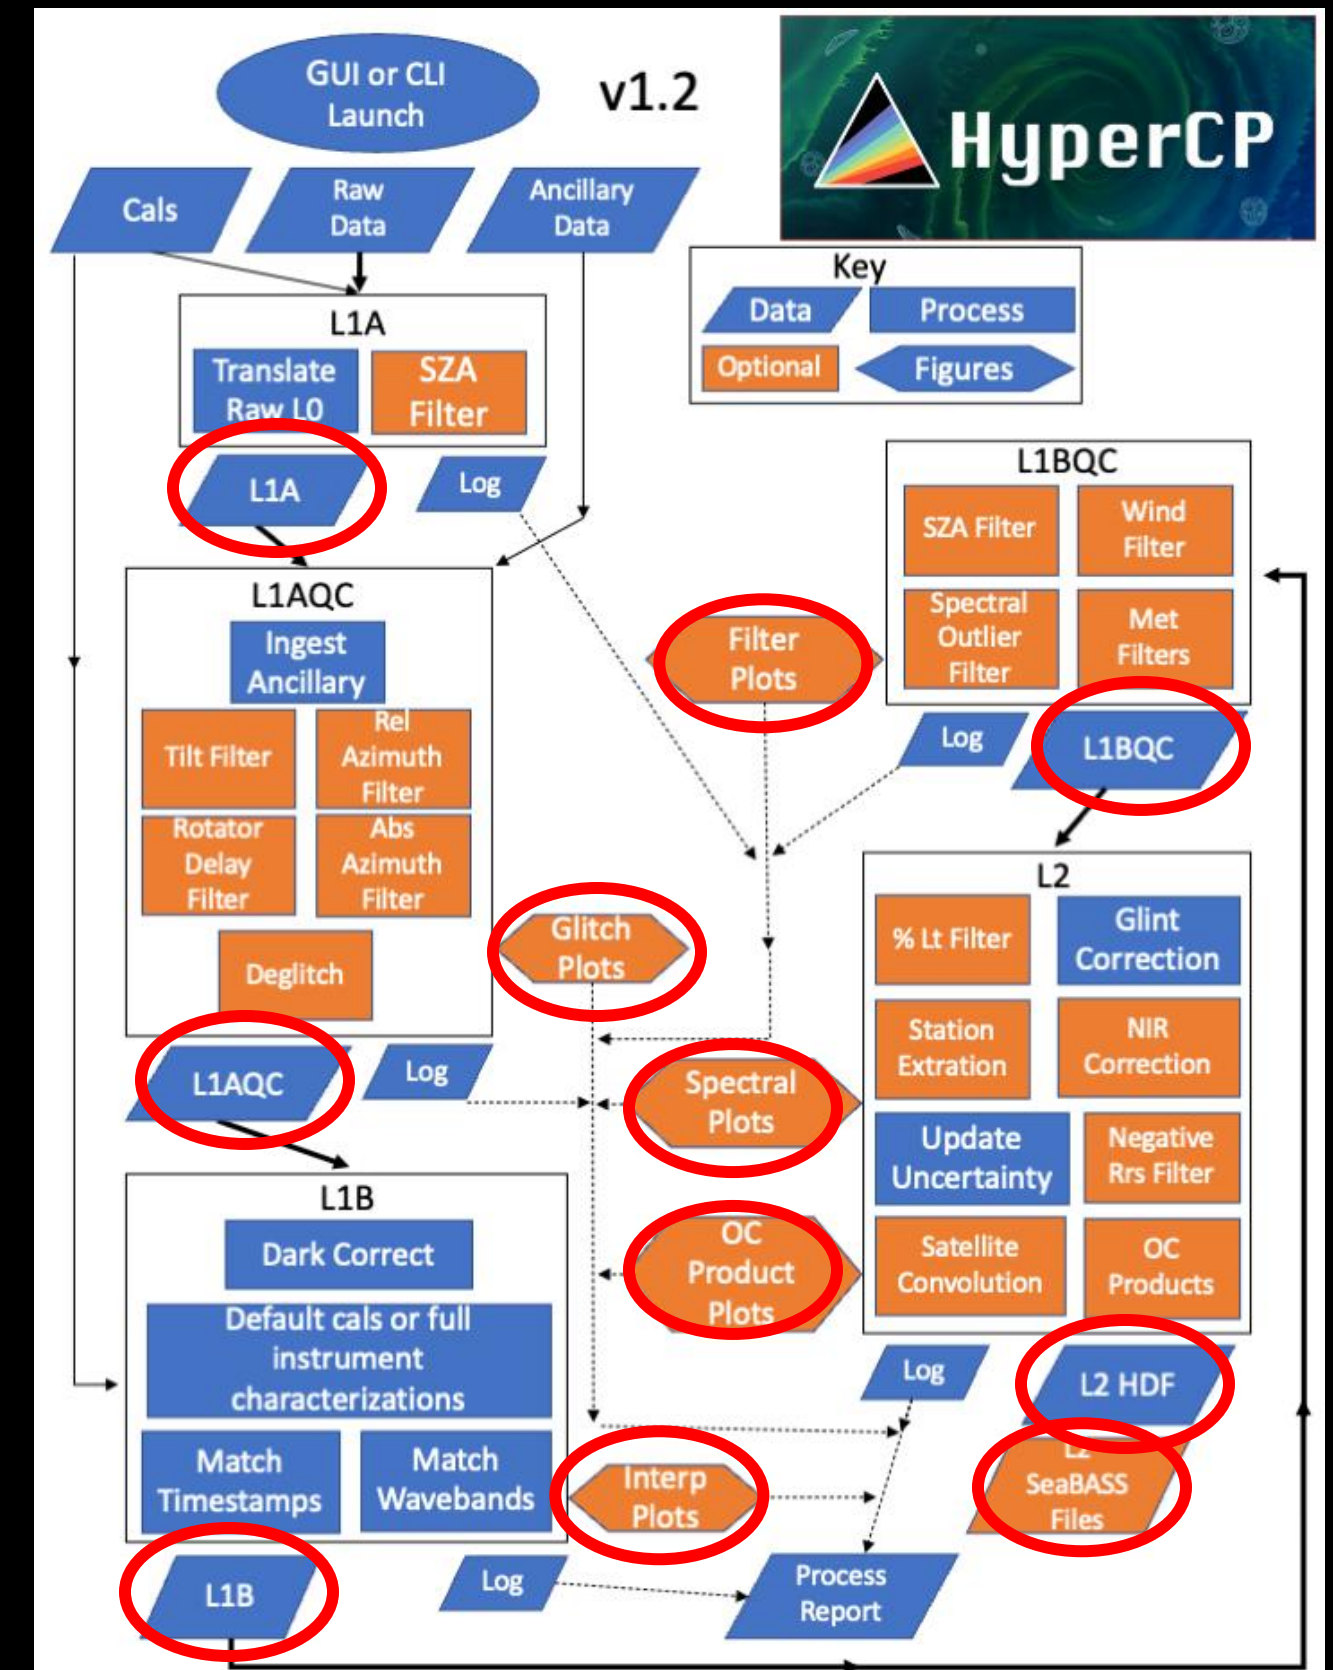 GUI or CLI
Launch
v1.2
HyperCP
Cals
Raw
Data
Ancillary
Data
Key
Data
Process
Optional
Figures
L1A
Translate
Raw L0
SZA
Filter
L1A
Log
L1BQC
SZA Filter
Wind
Filter
Spectral
Outlier
Filter
Met
Filters
L1AQC
Ingest
Ancillary
Tilt Filter
Rel
Azimuth
Filter
Rotator
Delay
Filter
Abs
Azimuth
Filter
Deglitch
Filter
Plots
Log
L1BQC
Glitch
Plots
L2
% Lt Filter
Glint
Correction
Station
Extration
NIR
Correction
Update
Uncertainty
Negative
Rrs Filter
Satellite
Convolution
OC
Products
L1AQC
Log
Spectral
Plots
OC
Product
Plots
L1B
Dark Correct
Default cals or full
instrument
characterizations
Match
Timestamps
Match
Wavebands
Interp
Plots
Log
L2 HDF
L2
SeaBASS
Files
L1B
Log
Process
Report